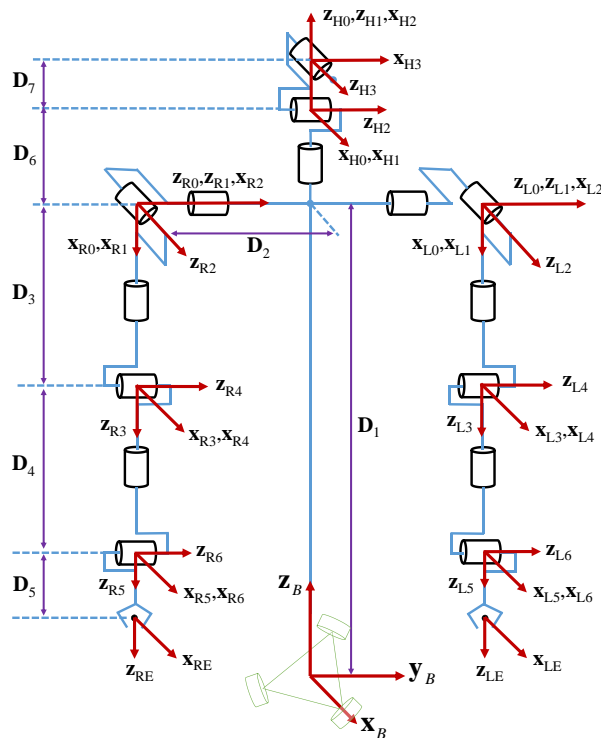 z_H0,z_H1,x_H2
D_7
x_H3
z_H3
z_H2
D_6
x_H0,x_H1
z_R0,z_R1,x_R2
z_L0,z_L1,x_L2
x_R0,x_R1
D_2
x_L0,x_L1
z_R2
z_L2
D_3
z_R4
z_L4
D_1
z_R3
x_R3,x_R4
z_L3
x_L3,x_L4
D_4
z_R6
z_L6
z_B
D_5
z_R5
x_R5,x_R6
z_L5
x_L5,x_L6
z_RE
x_RE
y_B
z_LE
x_LE
x_B